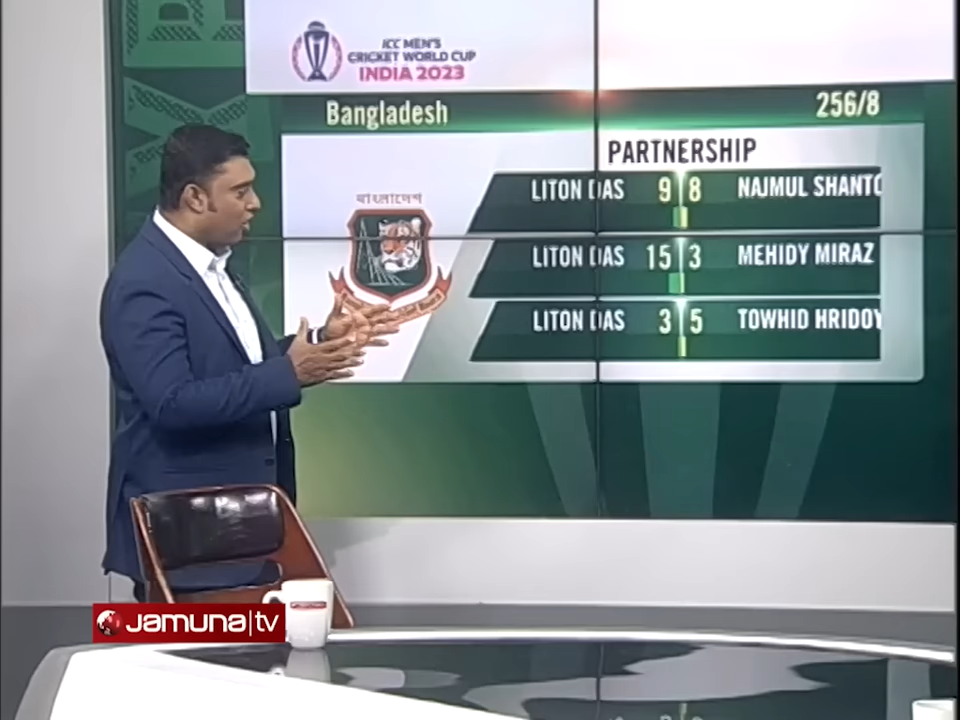 ICC MEN'S
CRICKET WORLD CUP
INDIA 2023
Bangladesh 256/8
PARTNERSHIP
LITON DAS 9 8 NAJMUL SHANTO
বাংলাদেশ
LITON DAS 15 3 MEHIDY MIRAZ
LITON DAS 3 5 TOWHID HRIDOY
JAMUNA|tv